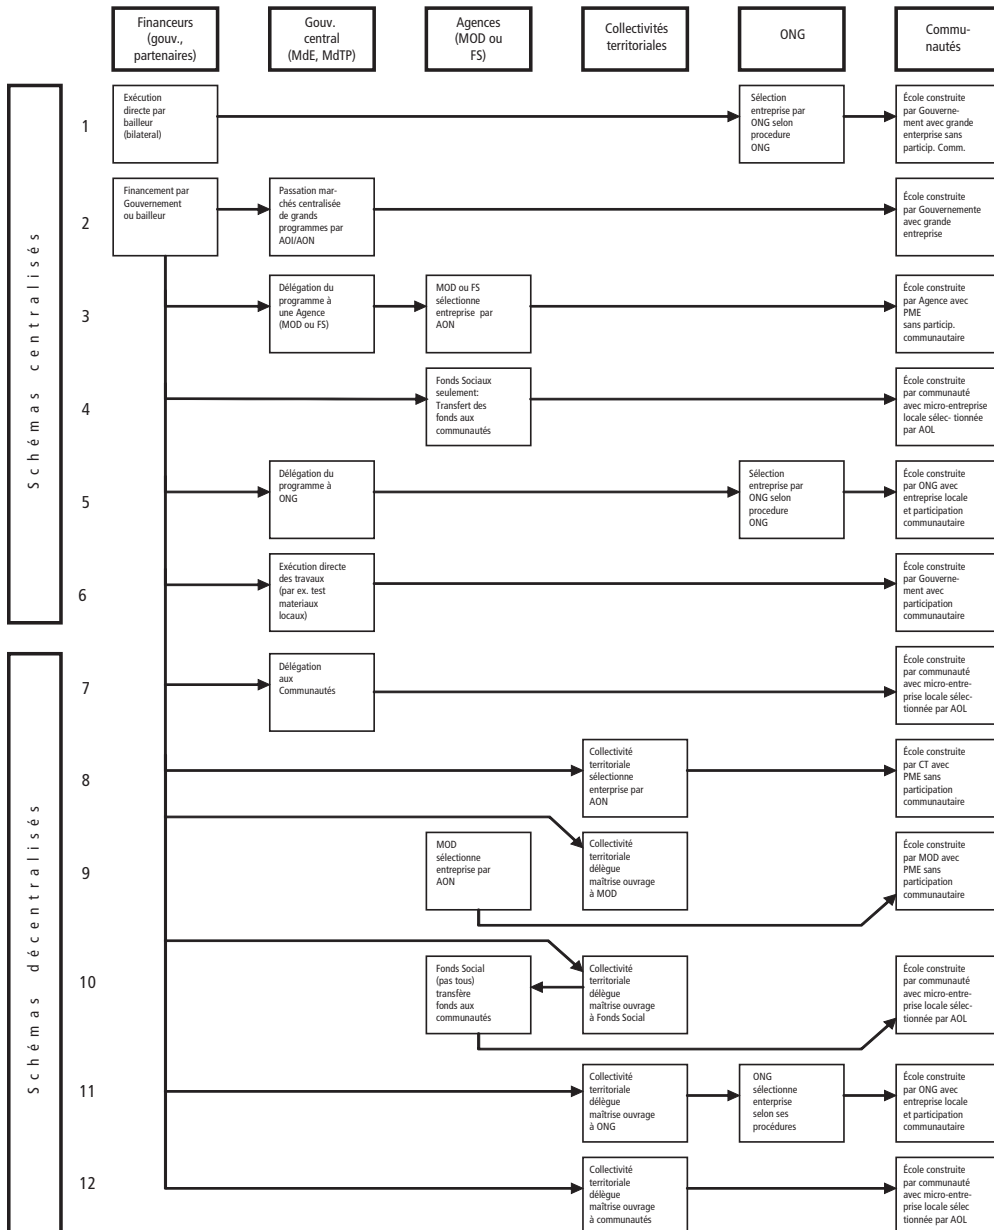 Financeurs
(gouv.,
partenaires)
Gouv.
central
(MdE, MdTP)
Agences
(MOD ou
FS)
Collectivités
territoriales
ONG
Commu-
nautés
Schémas centralisés
1
Exécution
directe par
bailleur
(bilateral)
Sélection
entreprise par
ONG selon
procedure
ONG
École construite
par Gouverne-
ment avec grande
enterprise sans
particip. Comm.
2
Financement par
Gouvernement
ou bailleur
Passation mar-
chés centralisée
de grands
programmes par
AOI/AON
École construite
par Gouvernemente
avec grande
entreprise
3
Délégation du
programme à
une Agence
(MOD ou FS)
MOD ou FS
sélectionne
entreprise par
AON
École construite
par Agence avec
PME
sans particip.
communautaire
4
Fonds Sociaux
seulement:
Transfert des
fonds aux
communautés
École construite
par communauté
avec micro-entreprise
locale sélec- tionnée
par AOL
5
Délégation du
programme à
ONG
Sélection
entreprise par
ONG selon
procedure
ONG
École construite
par ONG avec
entreprise locale
et participation
communautaire
6
Exécution directe
des travaux
(par ex. test
materiaux
locaux)
École construite
par Gouverne-
ment avec
participation
communautaire
Schémas décentralisés
7
Délégation
aux
Communautés
École construite
par communauté
avec micro-entre-
prise locale sélec-
tionnée par AOL
8
Collectivité
territoriale
sélectionne
enterprise par
AON
École construite
par CT avec
PME sans
participation
communautaire
9
MOD
sélectionne
entreprise par
AON
Collectivité
territoriale
délègue
maîtrise ouvrage
à MOD
École construite
par MOD avec
PME sans
participation
communautaire
10
Fonds Social
(pas tous)
transfère
fonds aux
communautés
Collectivité
territoriale
délègue
maîtrise ouvrage
à Fonds Social
École construite
par communauté
avec micro-entre-
prise locale sélec-
tionnée par AOL
11
Collectivité
territoriale
délègue
maîtrise ouvrage
à ONG
ONG
sélectionne
enterprise
selon ses
procédures
École construite
par ONG avec
entreprise locale
et participation
communautaire
12
Collectivité
territoriale
délègue
maîtrise ouvrage
à communautés
École construite
par communauté
avec micro-entre-
prise locale sélec
tionnée par AOL